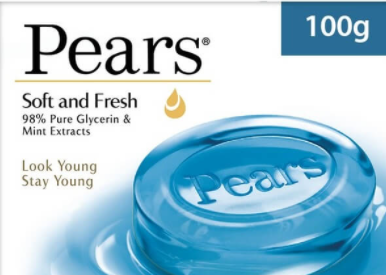 100g
Pears®
Soft and Fresh
98% Pure Glycerin &
Mint Extracts
Look Young
Stay Young
Pears